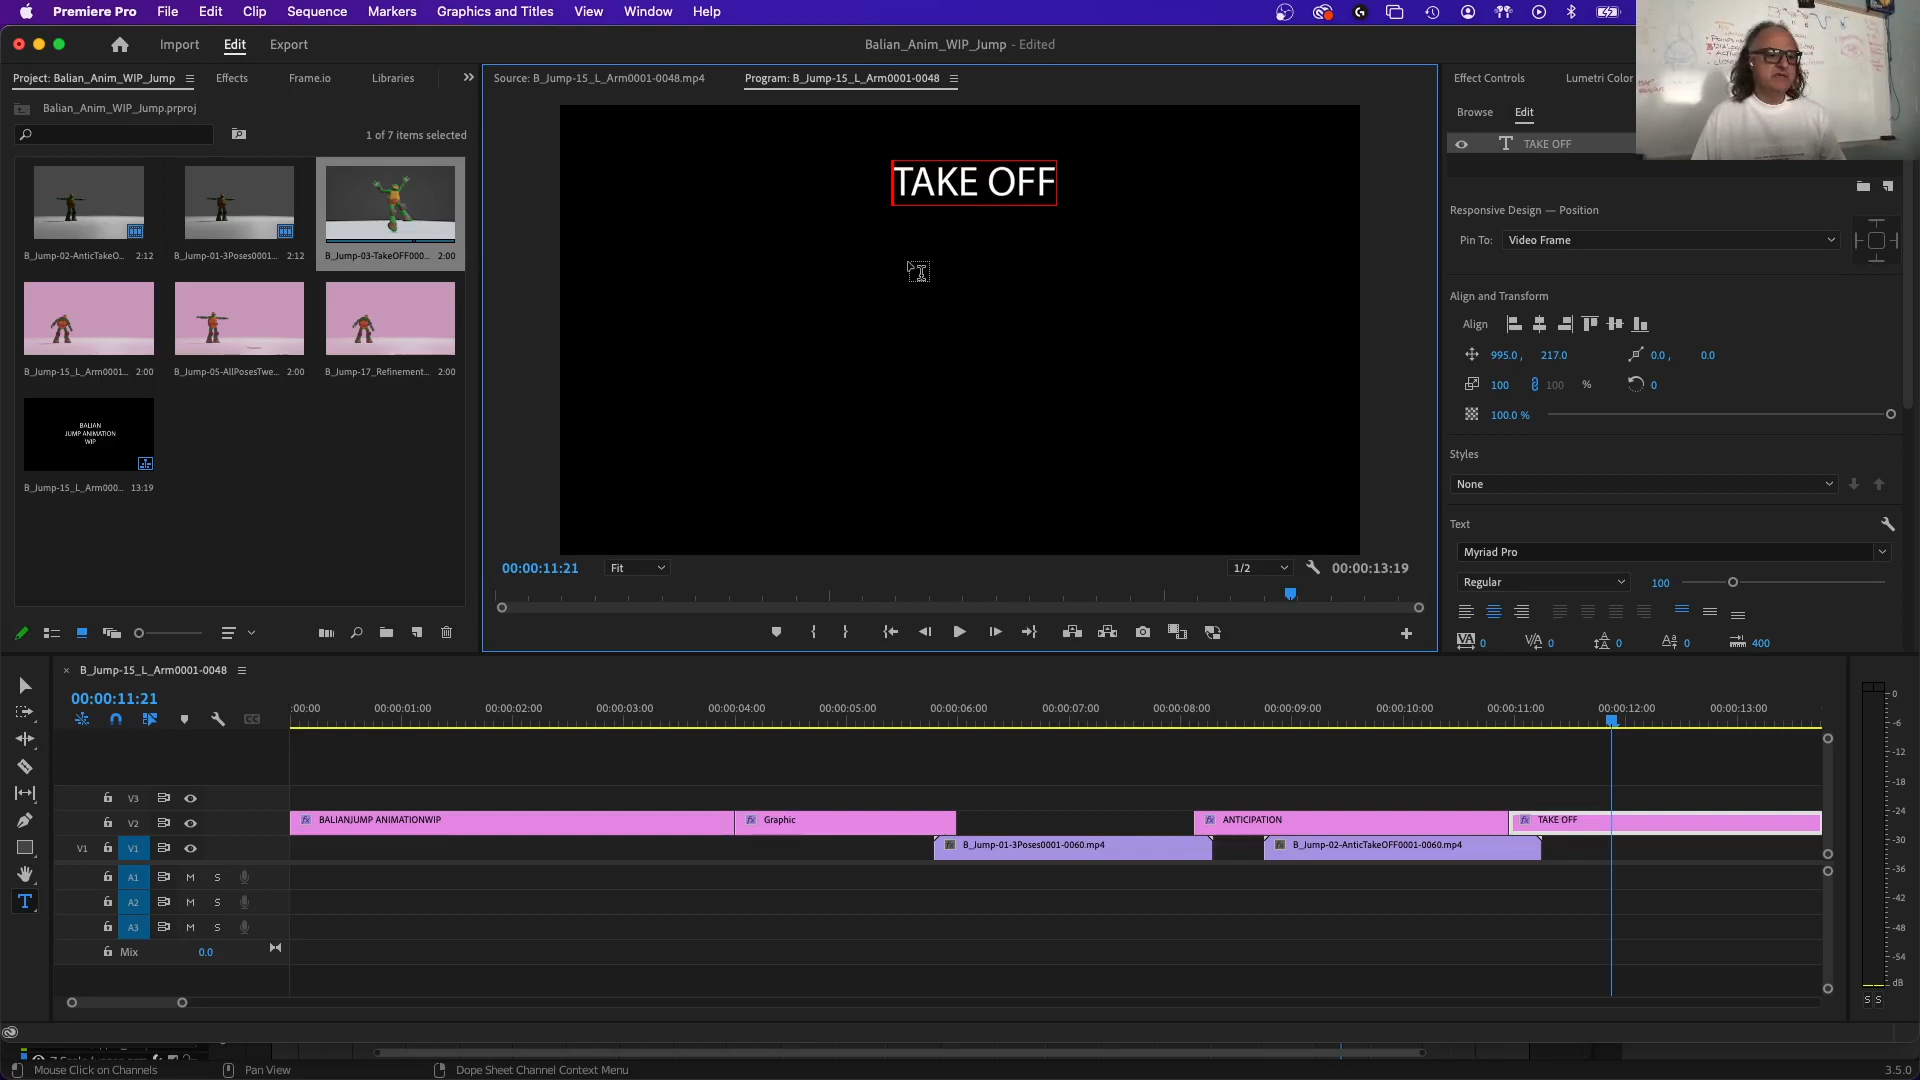 Premiere Pro File Edit Clip Sequence Markers Graphics and Titles View Window Help
Import Edit Export
Balian_Anim_WIP_Jump - Edited
Project: Balian_Anim_WIP_Jump Effects Frame.io Libraries
Balian_Anim_WIP_Jump.prproj
1 of 7 items selected
B_Jump-02-AnticTakeO... 2:12
B_Jump-01-3Poses0001... 2:12
B_Jump-03-TakeOFF000... 2:00
B_Jump-15_L_Arm0001... 2:00
B_Jump-05-AllPosesTwe... 2:00
B_Jump-17_Refinement... 2:00
BALIAN
JUMP ANIMATION
WIP
B_Jump-15_L_Arm000... 13:19
Source: B_Jump-15_L_Arm0001-0048.mp4
Program: B_Jump-15_L_Arm0001-0048
TAKE OFF
00:00:11:21 Fit 1/2 00:00:13:19
Effect Controls Lumetri Color
Browse Edit
TAKE OFF
Responsive Design — Position
Pin To: Video Frame
Align and Transform
Align
995.0 , 217.0 0.0 , 0.0
100 100 % 0
100.0 %
Styles
None
Text
Myriad Pro
Regular 100
VA 0 V/A 0 0 Aa 0 400
B_Jump-15_L_Arm0001-0048
00:00:11:21
CC
:00:00 00:00:01:00 00:00:02:00 00:00:03:00 00:00:04:00 00:00:05:00 00:00:06:00 00:00:07:00 00:00:08:00 00:00:09:00 00:00:10:00 00:00:11:00 00:00:12:00 00:00:13:00
V3
V2 fx BALIANJUMP ANIMATIONWIP fx Graphic fx ANTICIPATION fx TAKE OFF
V1 V1 fx B_Jump-01-3Poses0001-0060.mp4 fx B_Jump-02-AnticTakeOFF0001-0060.mp4
A1 M S
A2 M S
A3 M S
Mix 0.0
0
-6
-12
-18
-24
-30
-36
-42
-48
-54
dB
S S
Mouse Click on Channels Pan View Dope Sheet Channel Context Menu 3.5.0